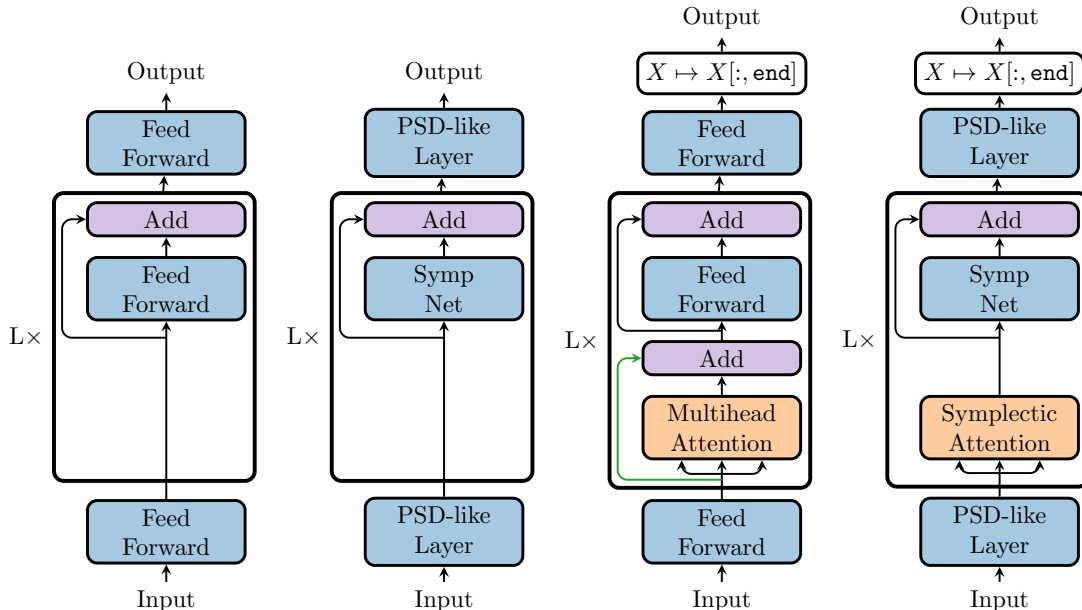 Output
Feed
Forward
Add
Feed
Forward
L×
Feed
Forward
Input
Output
PSD-like
Layer
Add
Symp
Net
L×
PSD-like
Layer
Input
Output
X ↦ X[:, end]
Feed
Forward
Add
Feed
Forward
L×
Add
Multihead
Attention
Feed
Forward
Input
Output
X ↦ X[:, end]
PSD-like
Layer
Add
Symp
Net
L×
Symplectic
Attention
PSD-like
Layer
Input